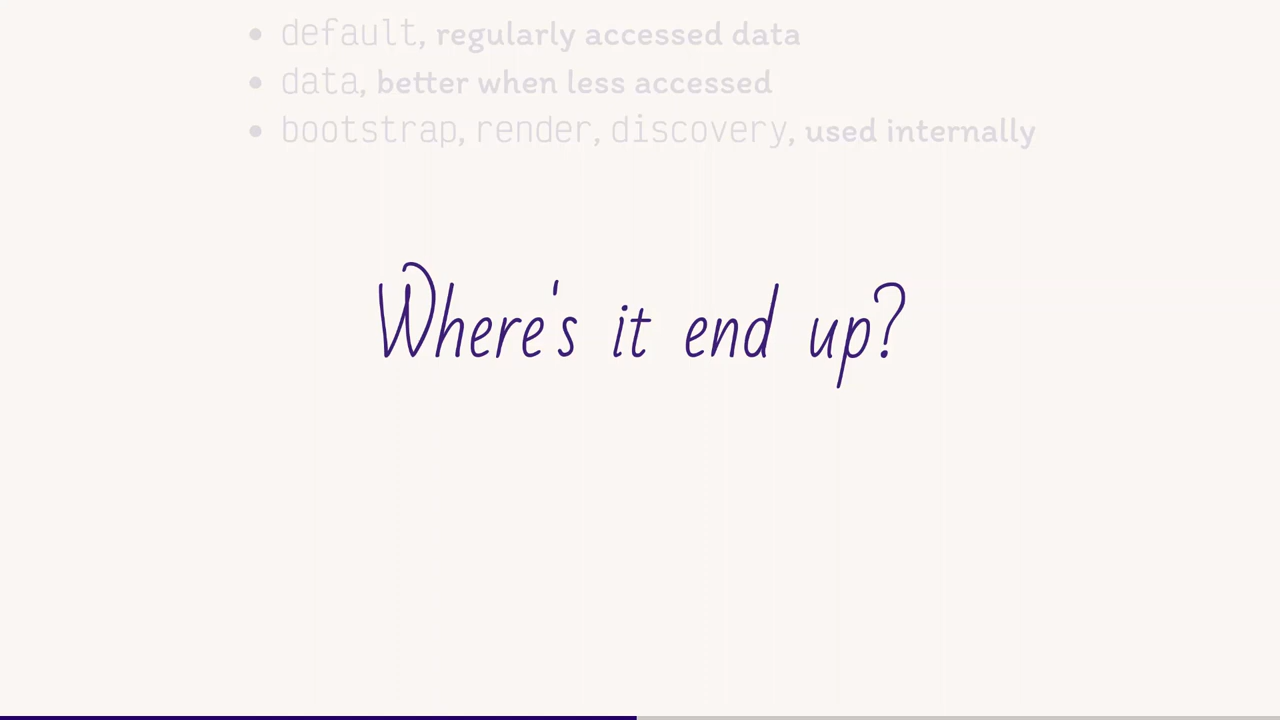 • default, regularly accessed data
• data, better when less accessed
• bootstrap, render, discovery, used internally
Where's it end up?